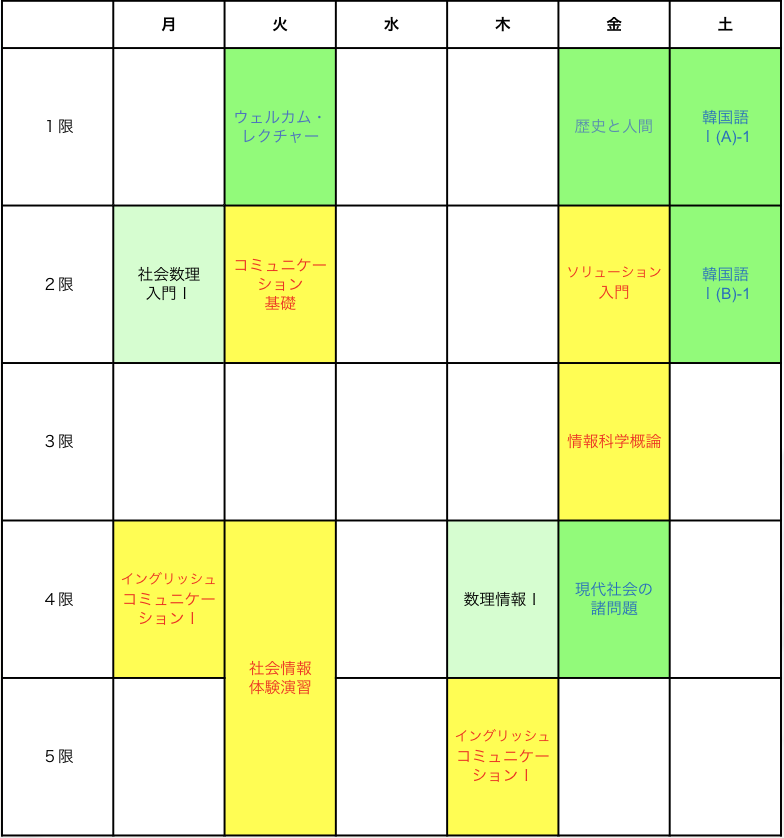 月 火 水 木 金 土
1限
ウェルカム・
レクチャー
歴史と人間
韓国語
Ⅰ(A)-1
2限
社会数理
入門Ⅰ
コミュニケー
ション
基礎
ソリューション
入門
韓国語
Ⅰ(B)-1
3限
情報科学概論
4限
イングリッシュ
コミュニケー
ションⅠ
社会情報
体験演習
数理情報Ⅰ
現代社会の
諸問題
5限
イングリッシュ
コミュニケー
ションⅠ